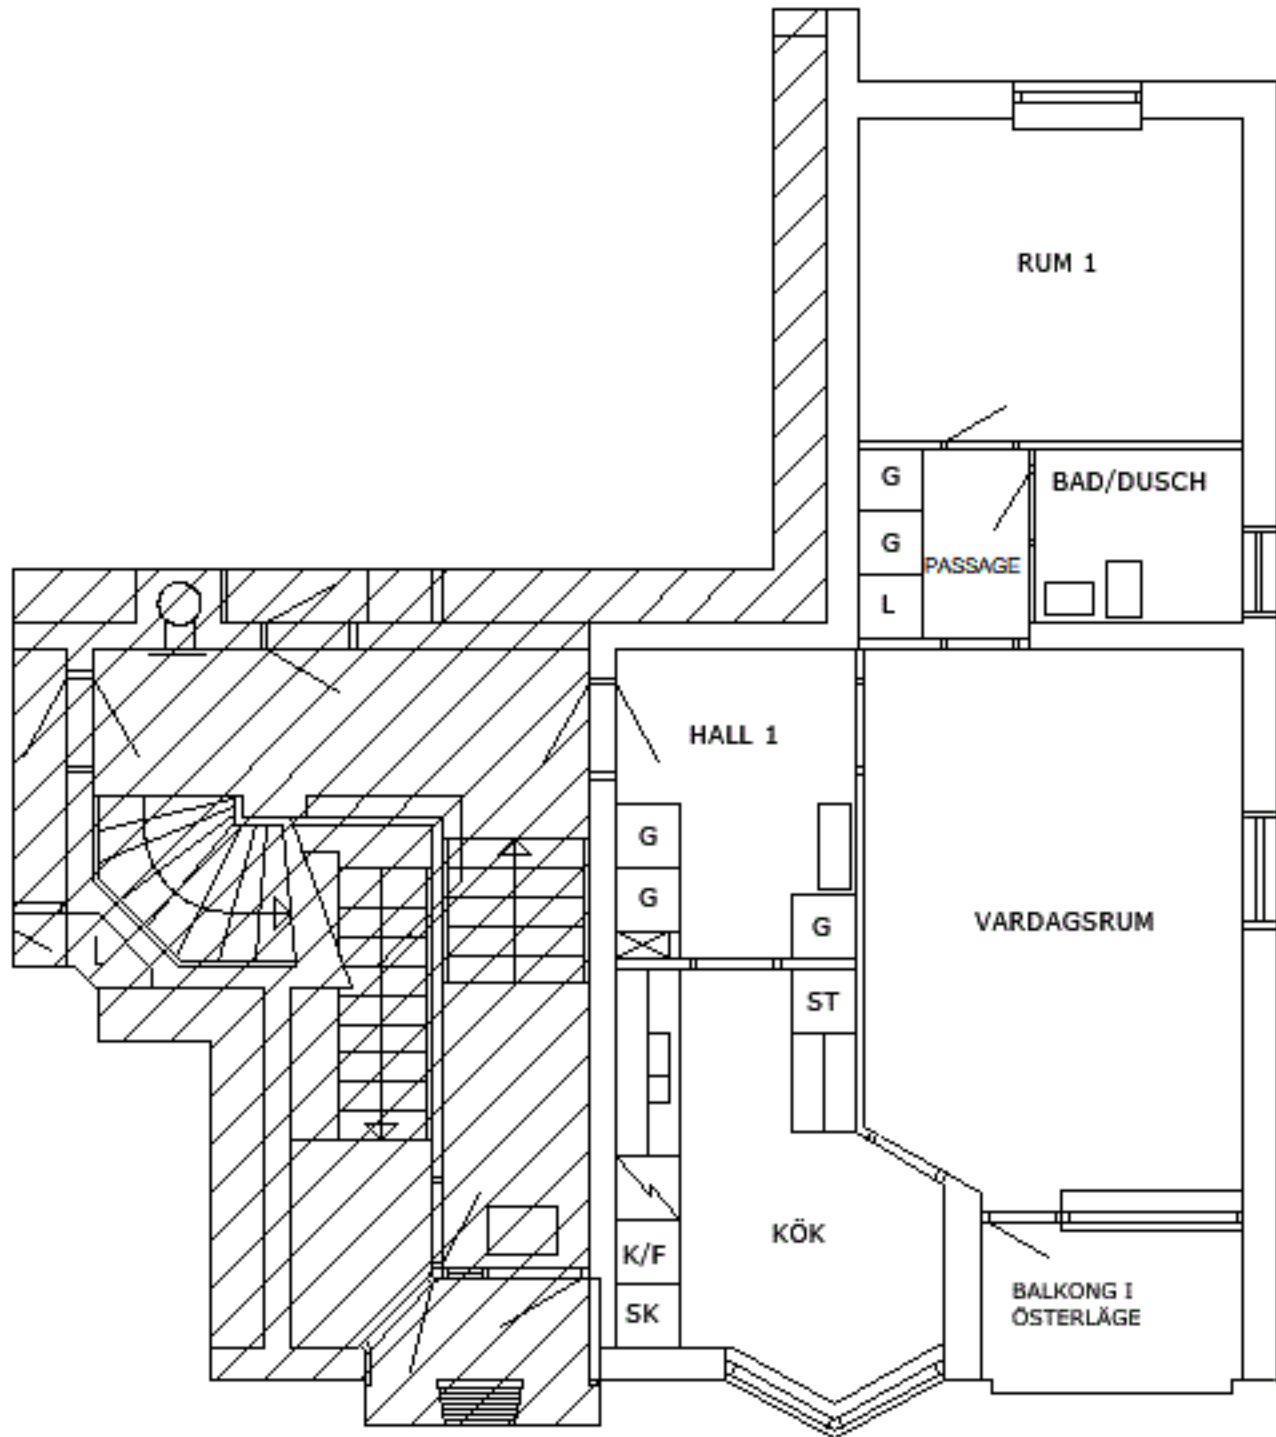 RUM 1
G
BAD/DUSCH
G
PASSAGE
L
HALL 1
G
G
G
VARDAGSRUM
L
ST
KÖK
K/F
SK
BALKONG I
ÖSTERLÄGE